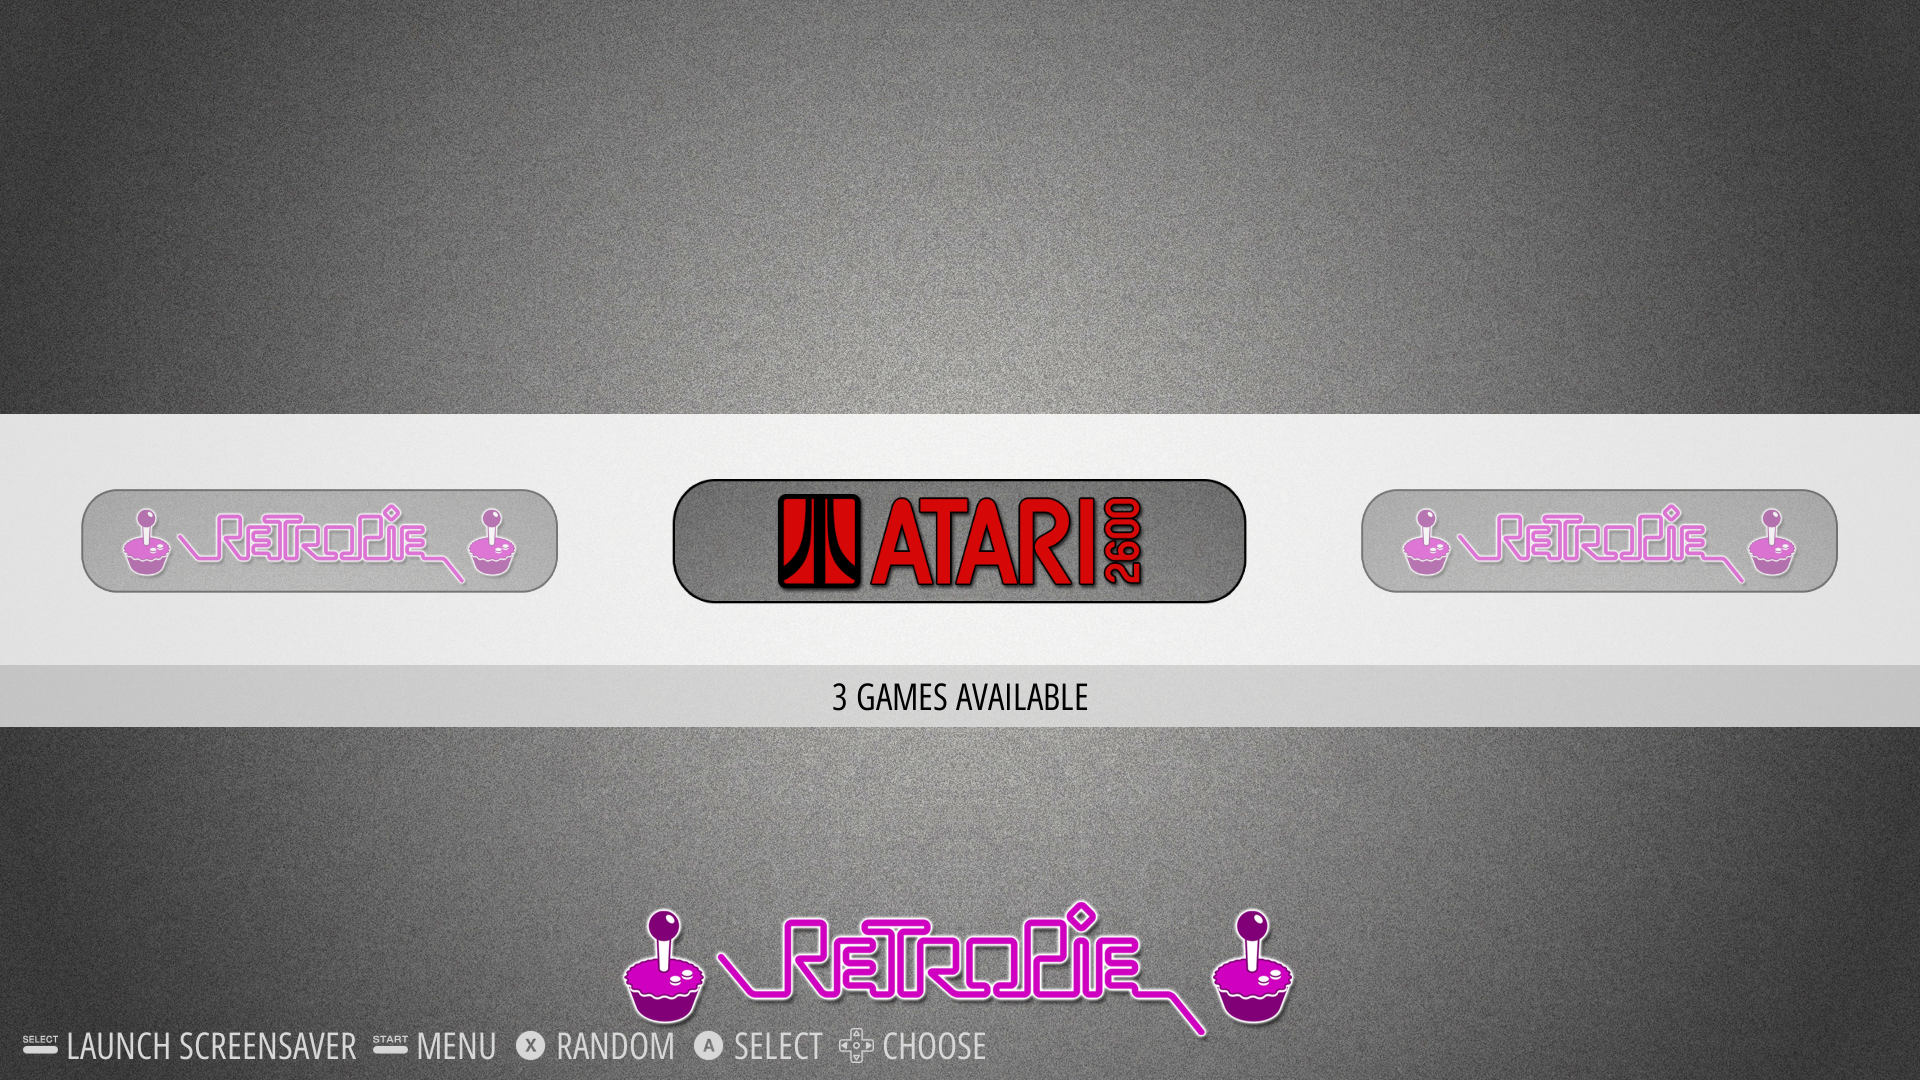 RetroPie
ATARI 2600
RetroPie
3 GAMES AVAILABLE
RetroPie
SELECT LAUNCH SCREENSAVER START MENU X RANDOM A SELECT CHOOSE